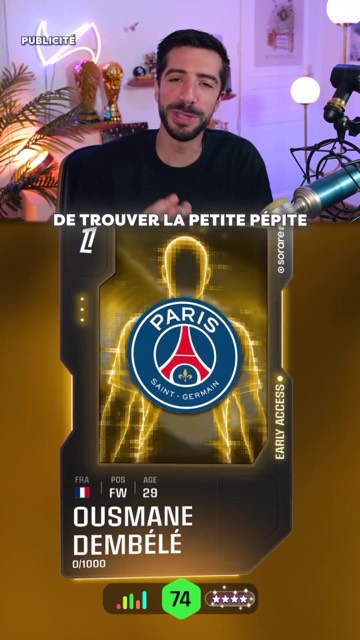 PUBLICITÉ
DE TROUVER LA PETITE PÉPITE
sorare
PARIS
SAINT-GERMAIN
EARLY ACCESS
FRA
POS
AGE
FW
29
OUSMANE
DEMBÉLÉ
0/1000
74